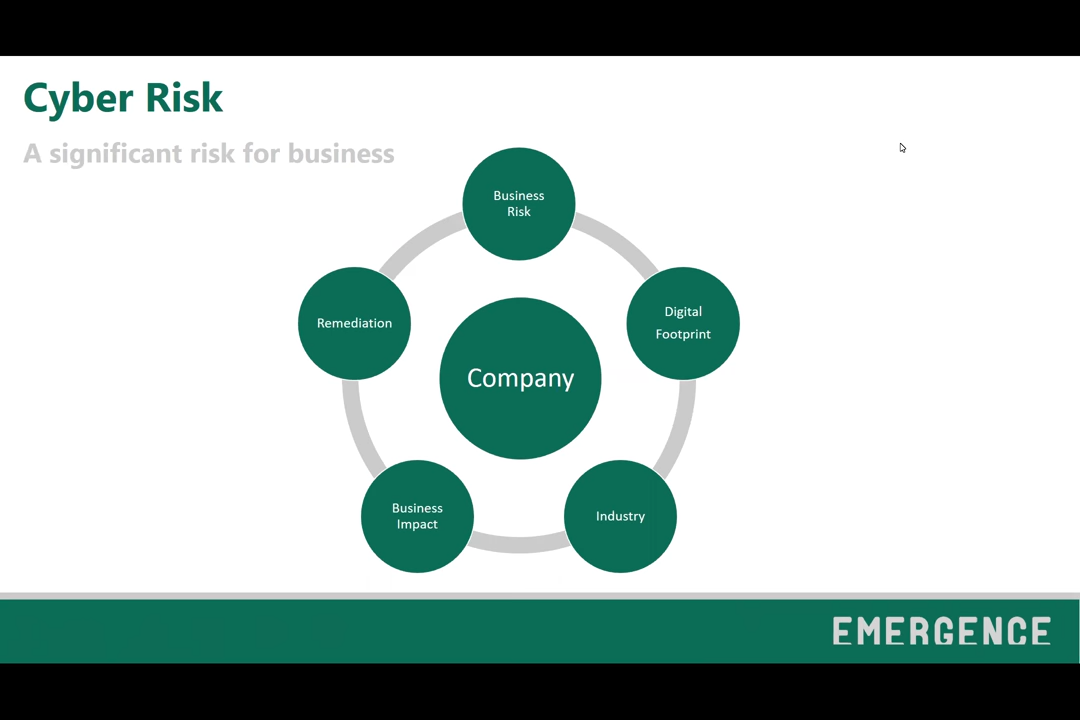 Cyber Risk
A significant risk for business
Business
Risk
Remediation
Digital
Footprint
Company
Business
Impact
Industry
EMERGENCE